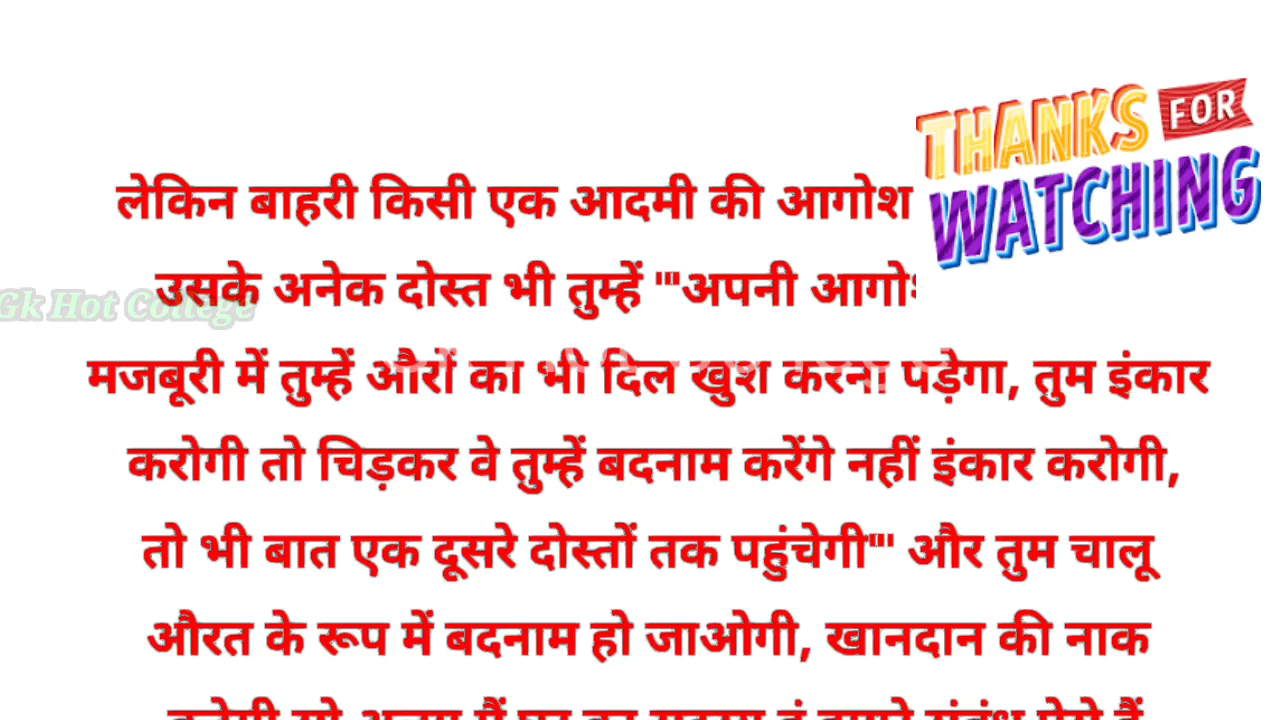 THANKS FOR
WATCHING
लेकिन बाहरी किसी एक आदमी की आगोश
उसके अनेक दोस्त भी तुम्हें "'अपनी
Gk Hot College
मजबूरी में तुम्हें औरों का भी दिल खुश करना पड़ेगा, तुम इंकार
करोगी तो चिड़कर वे तुम्हें बदनाम करेंगे नहीं इंकार करोगी,
तो भी बात एक दूसरे दोस्तों तक पहुंचेगी"' और तुम चालू
औरत के रूप में बदनाम हो जाओगी, खानदान की नाक